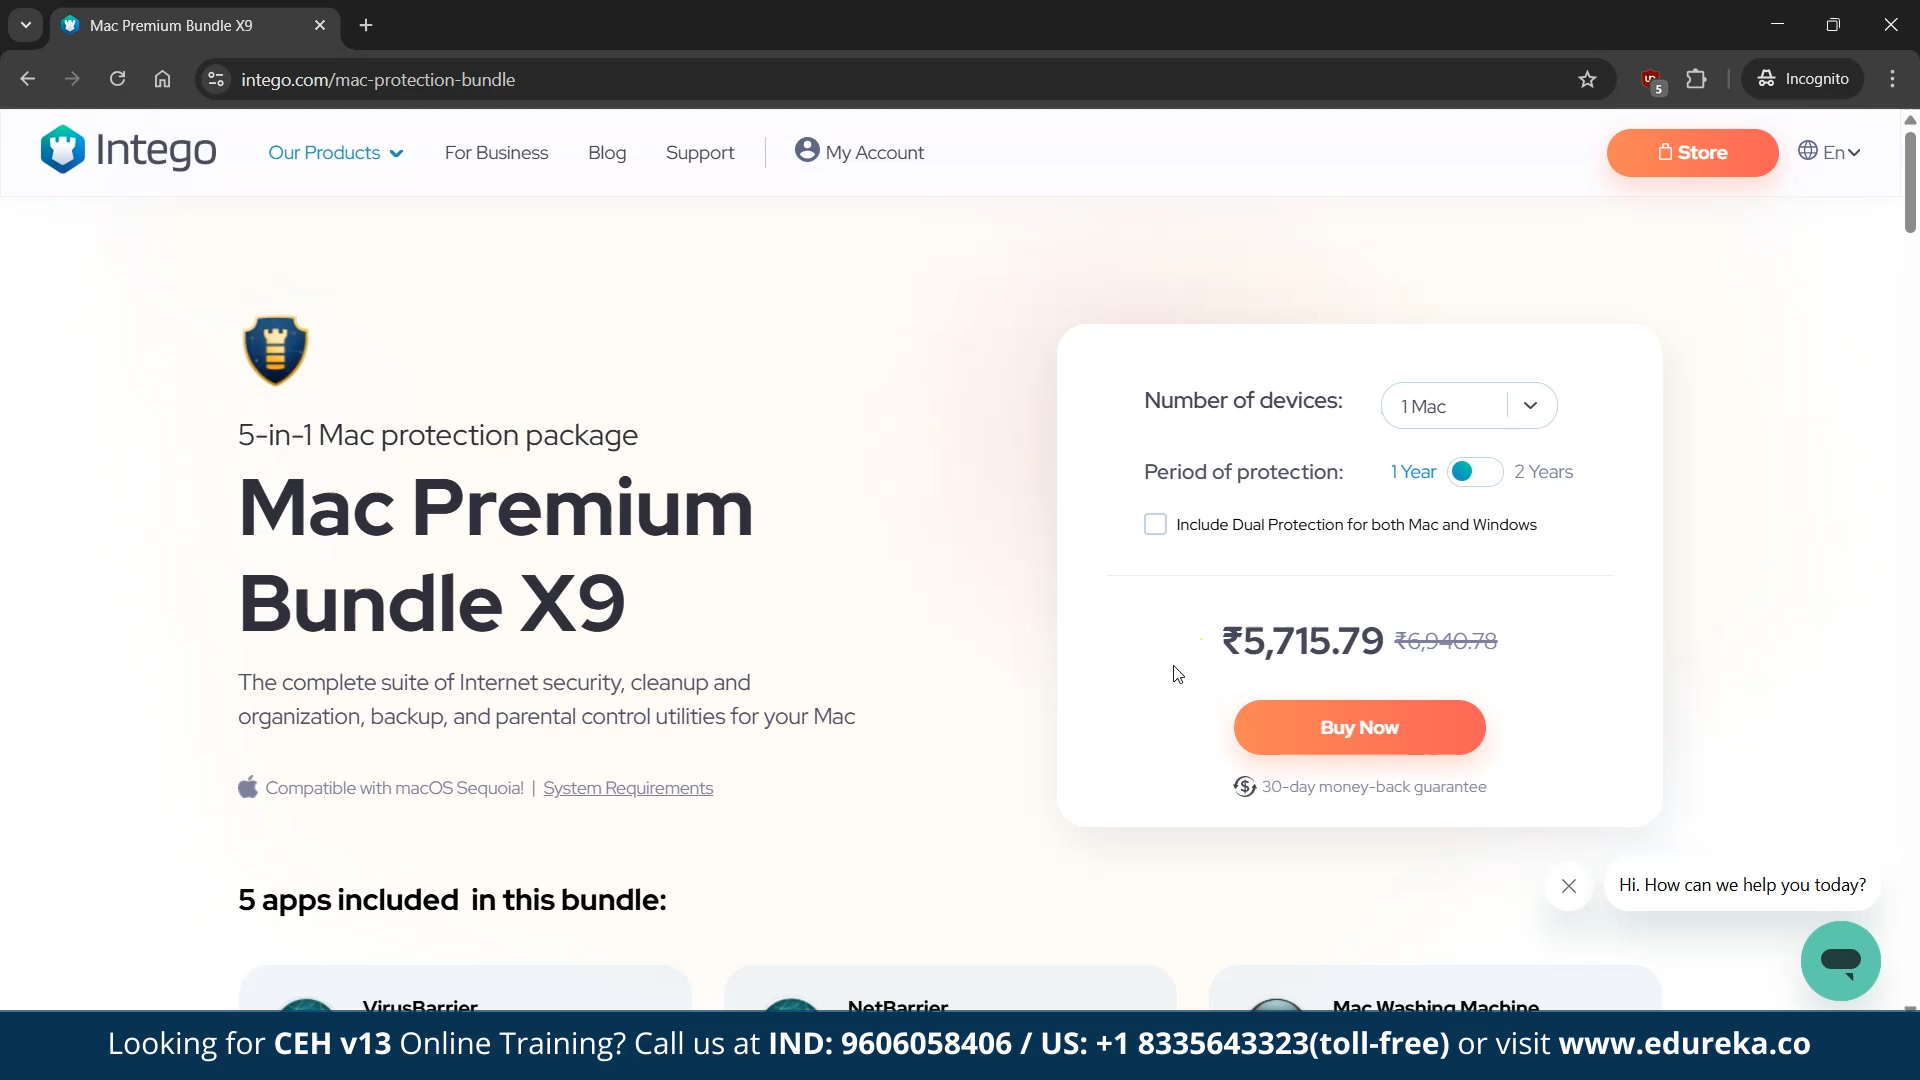 Mac Premium Bundle X9
intego.com/mac-protection-bundle
5
Incognito
Intego
Our Products
For Business
Blog
Support
My Account
Store
En
5-in-1 Mac protection package
Mac Premium
Bundle X9
The complete suite of Internet security, cleanup and
organization, backup, and parental control utilities for your Mac
Compatible with macOS Sequoia! | System Requirements
Number of devices:
1 Mac
Period of protection:
1 Year
2 Years
Include Dual Protection for both Mac and Windows
₹5,715.79 ₹6,940.78
Buy Now
30-day money-back guarantee
Hi. How can we help you today?
5 apps included in this bundle:
VirusBarrier
NetBarrier
Mac Washing Machine
Looking for CEH v13 Online Training? Call us at IND: 9606058406 / US: +1 8335643323(toll-free) or visit www.edureka.co